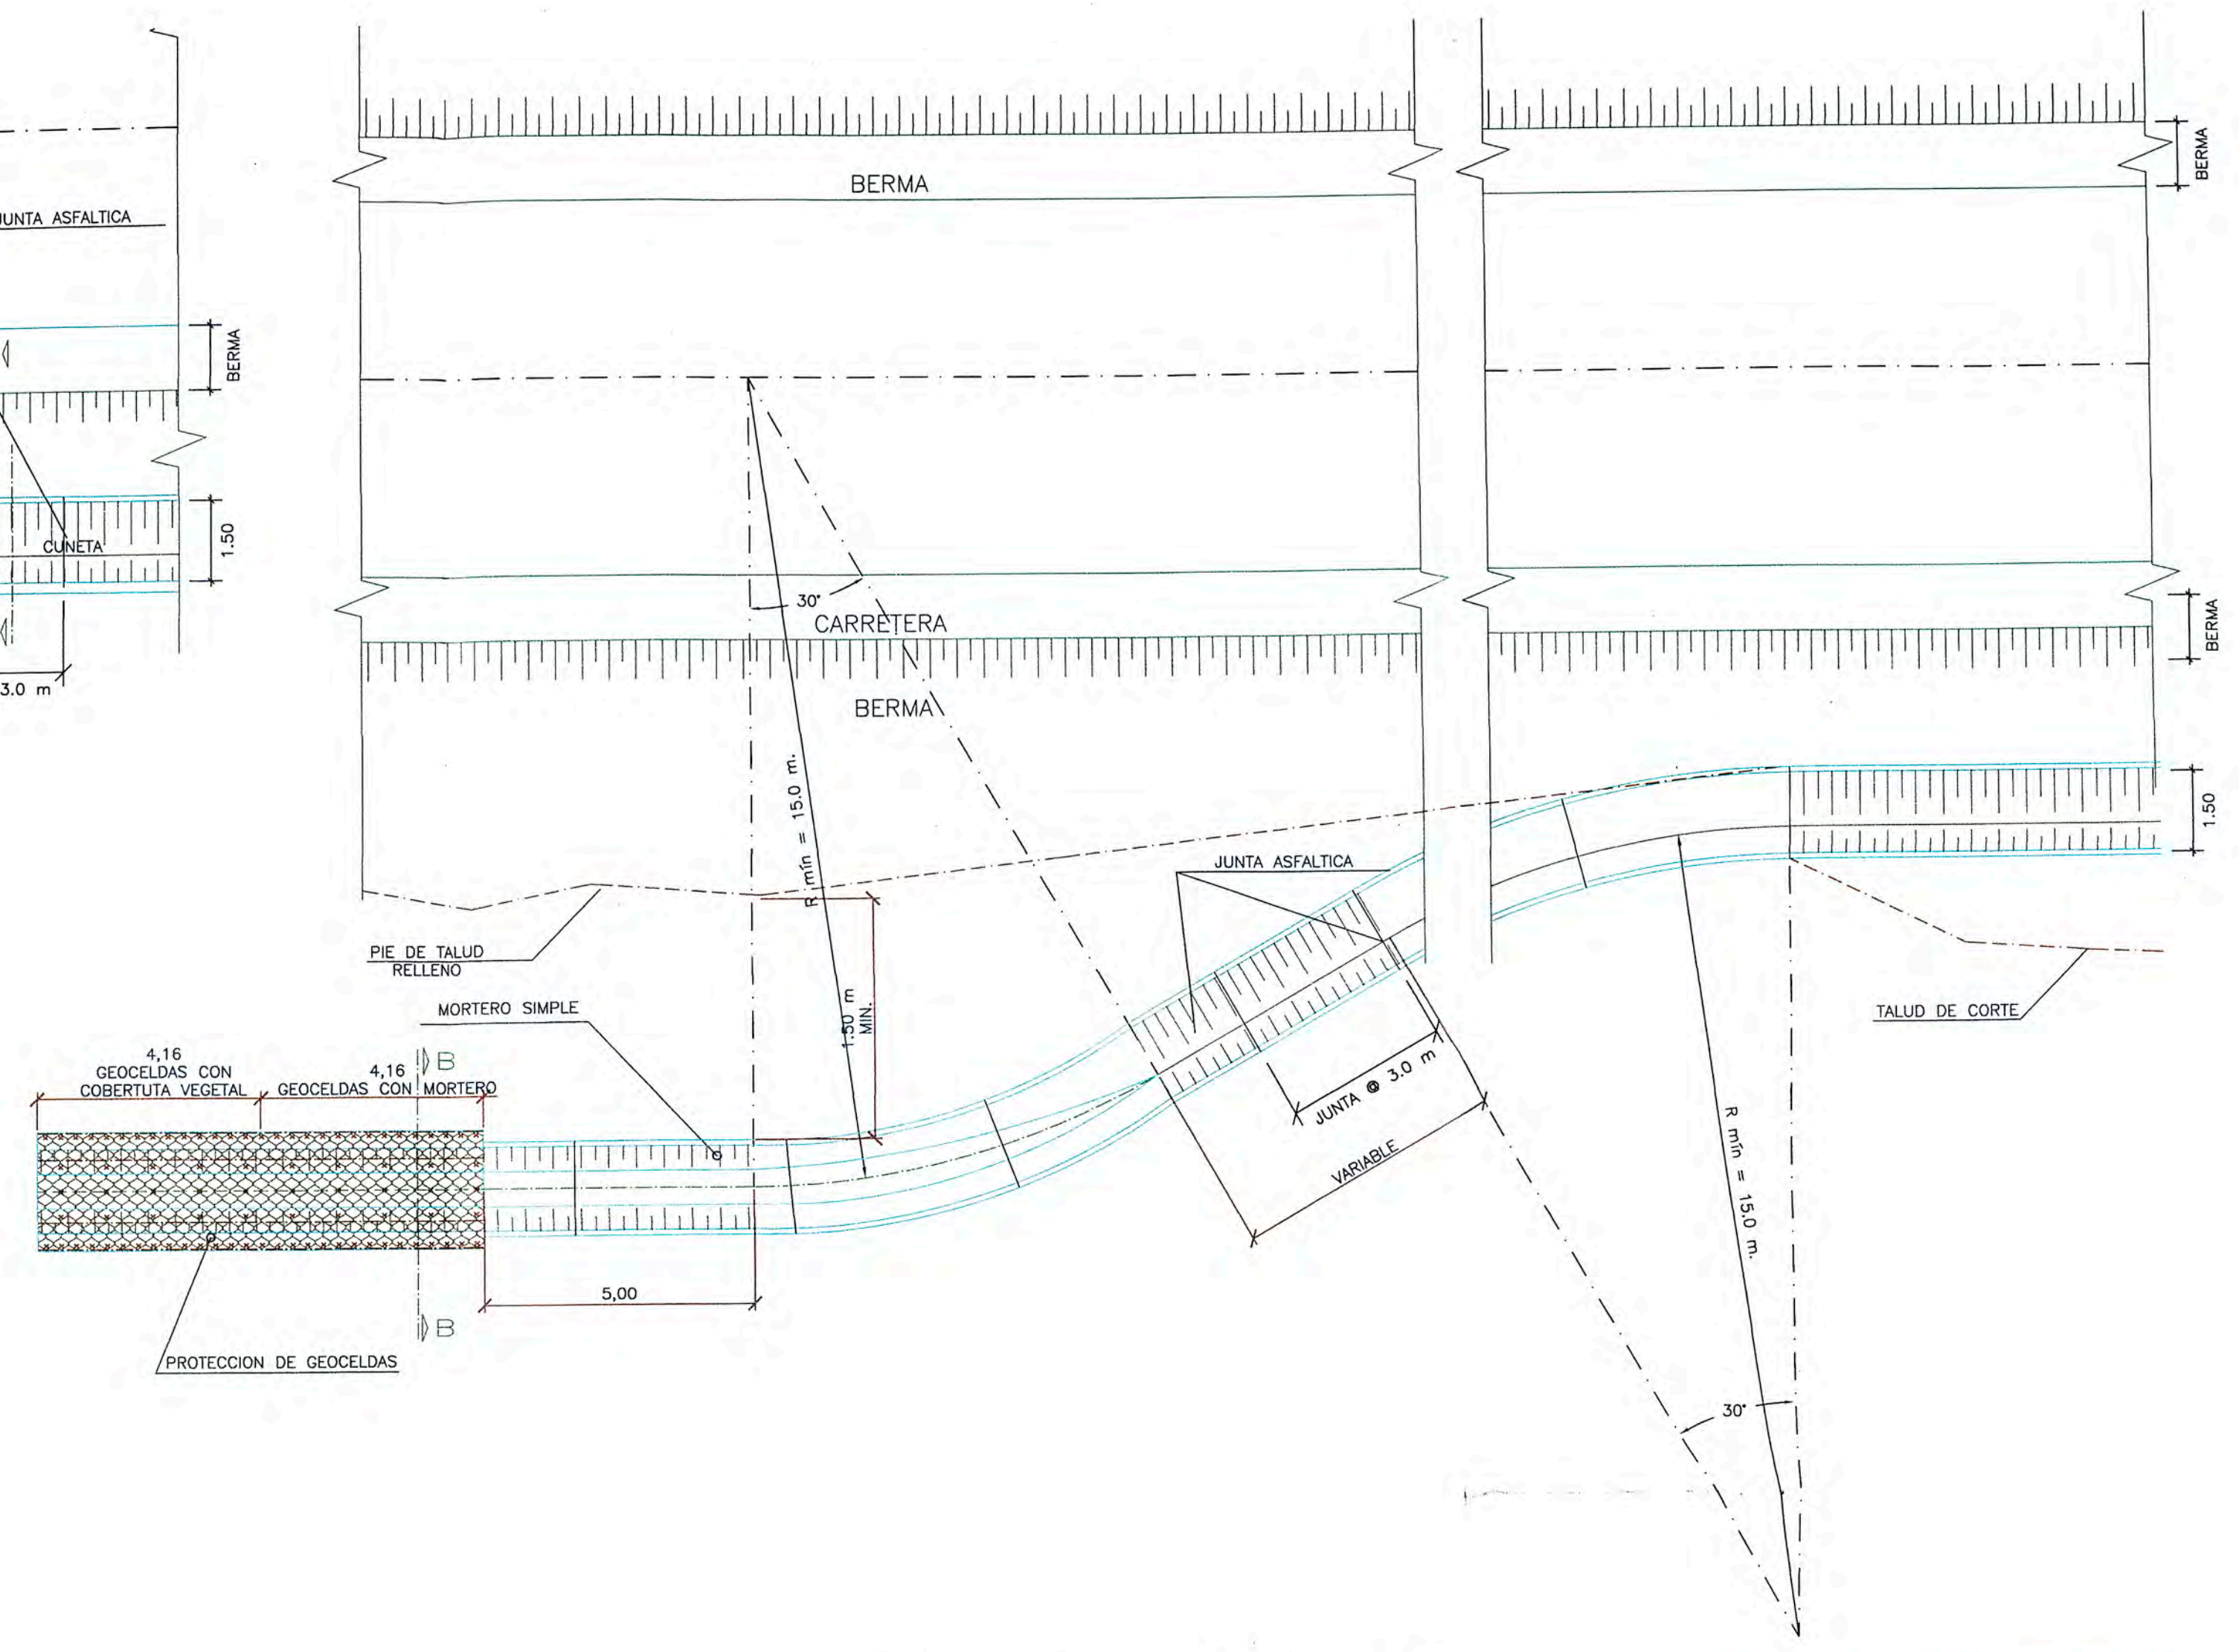 JUNTA ASFALTICA
BERMA
CUNETA
1.50
3.0 m
BERMA
BERMA
30°
CARRETERA
BERMA
BERMA
R mín = 15.0 m.
1.50 m
MIN.
PIE DE TALUD
RELLENO
MORTERO SIMPLE
JUNTA ASFALTICA
1.50
TALUD DE CORTE
4,16
GEOCELDAS CON
COBERTUTA VEGETAL
4,16
GEOCELDAS CON MORTERO
B
JUNTA @ 3.0 m
VARIABLE
5,00
B
PROTECCION DE GEOCELDAS
R mín = 15.0 m.
30°